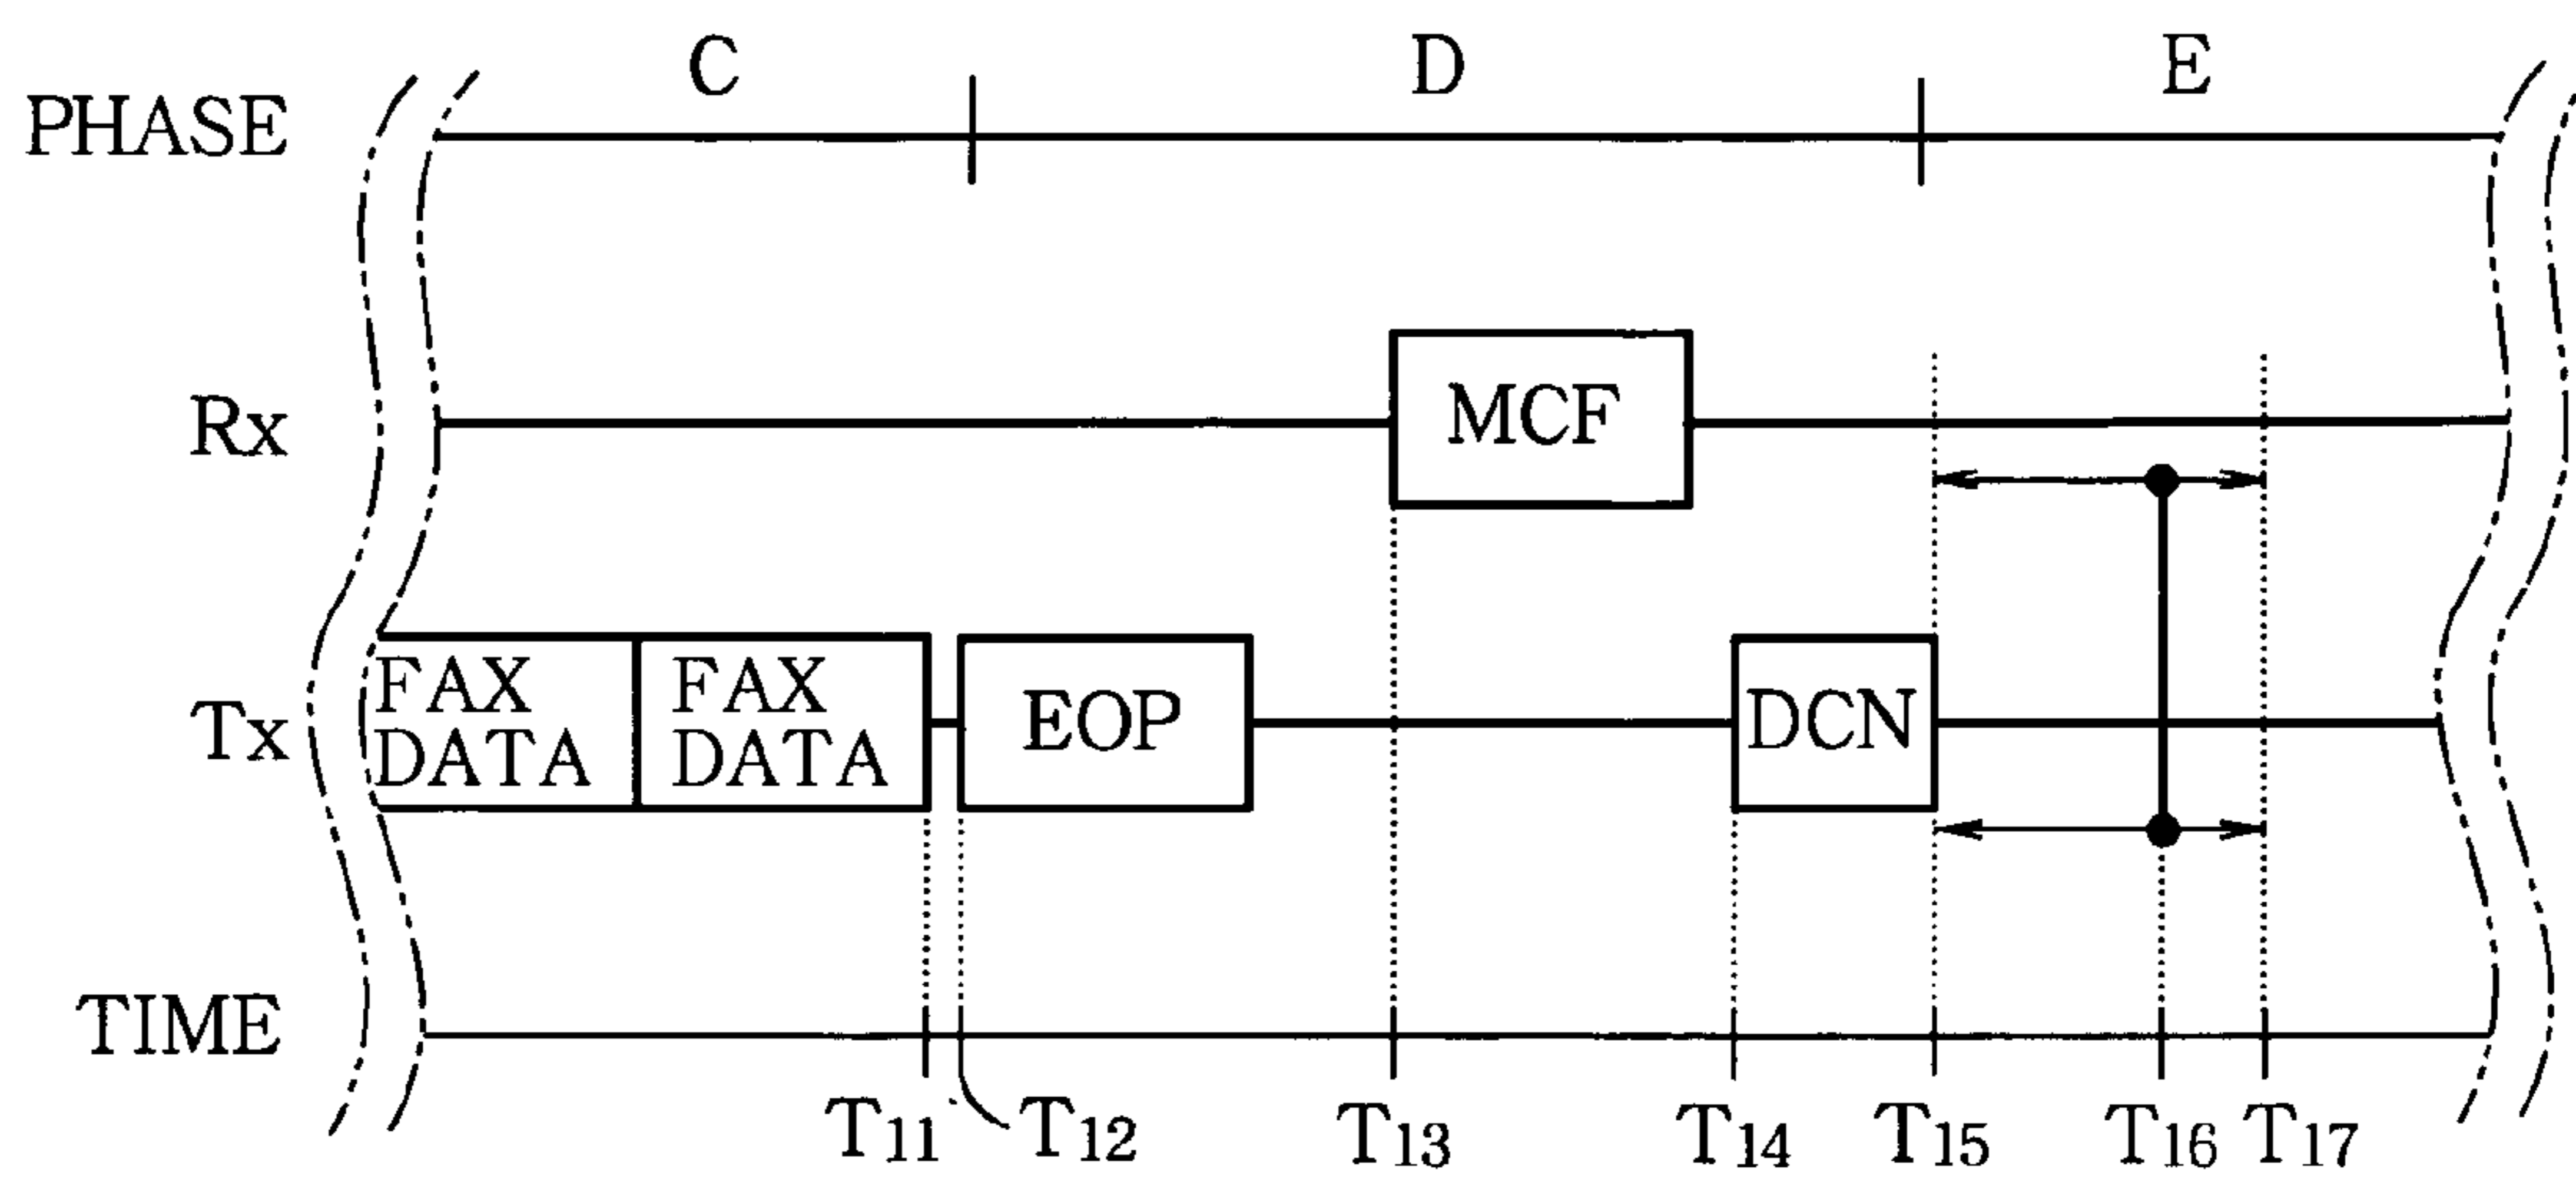 C D E
PHASE
MCF
Rx
FAX DATA FAX DATA EOP DCN
Tx
TIME
T11 T12 T13 T14 T15 T16 T17